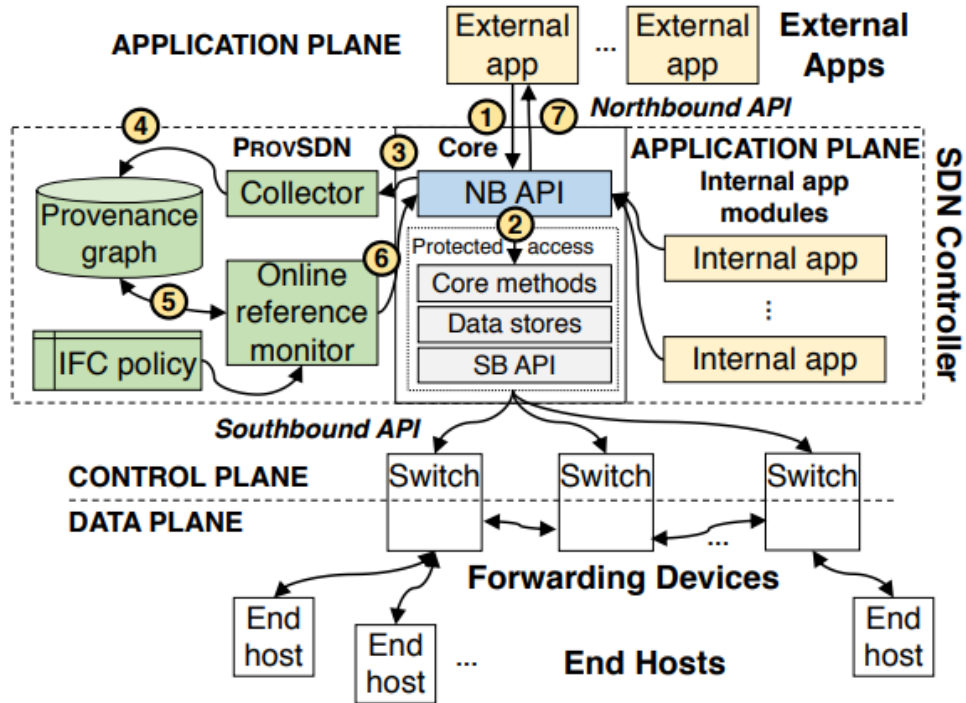 APPLICATION PLANE
External
app
...
External
app
External
Apps
1
7
Northbound API
4
PROVSDN
3
Core
APPLICATION PLANE
Internal app
modules
SDN Controller
Collector
NB API
Provenance
graph
2
Protected access
6
Internal app
Online
reference
monitor
Core methods
...
5
Data stores
IFC policy
SB API
Internal app
Southbound API
CONTROL PLANE
Switch
Switch
Switch
DATA PLANE
...
Forwarding Devices
End
host
End
host
...
End Hosts
End
host